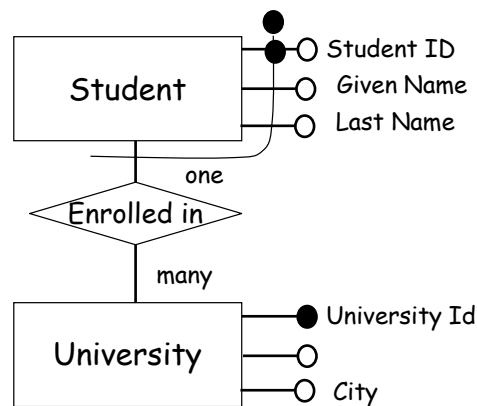 Student
Student ID
Given Name
Last Name
one
Enrolled in
many
University
University Id
City